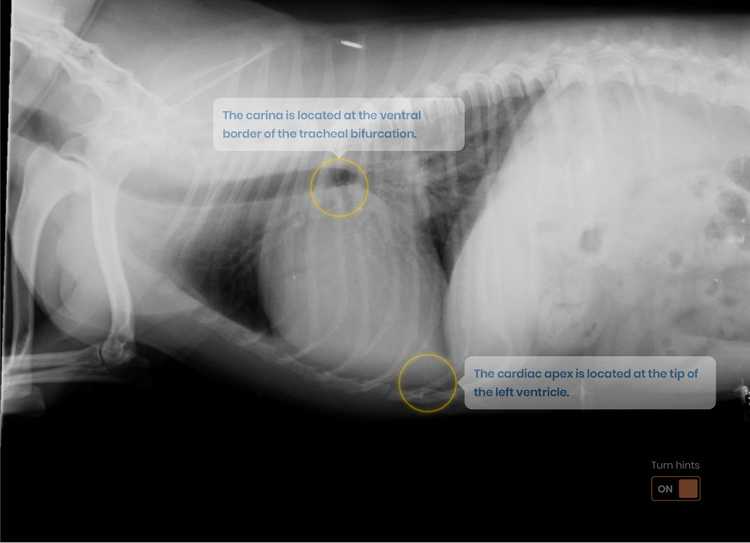 The carina is located at the ventral
border of the tracheal bifurcation.
The cardiac apex is located at the tip of
the left ventricle.
Turn hints
ON